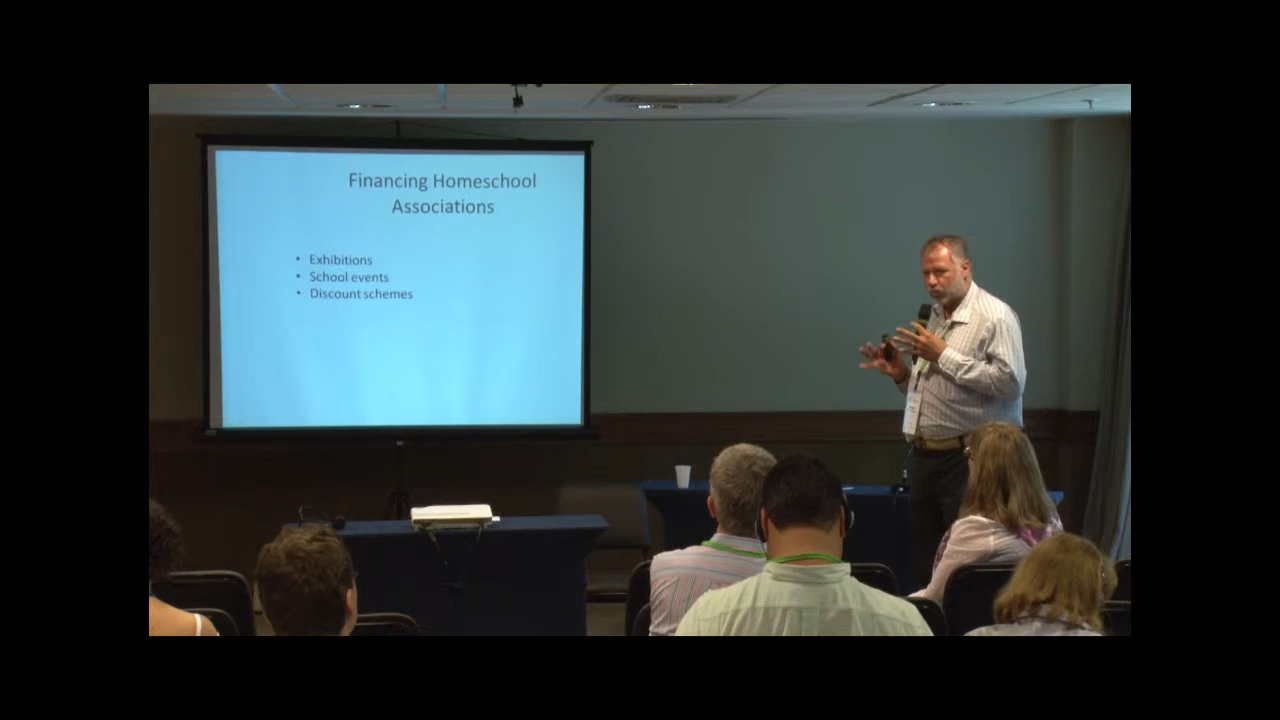 Financing Homeschool
Associations
• Exhibitions
• School events
• Discount schemes